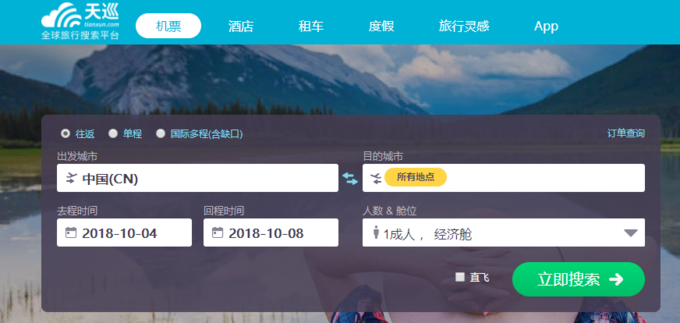 天巡
tianxun.com
全球旅行搜索平台
机票 酒店 租车 度假 旅行灵感 App
往返 单程 国际多程(含缺口) 订单查询
出发城市 目的城市
中国(CN) 所有地点
去程时间 回程时间 人数 & 舱位
2018-10-04 2018-10-08 1成人 ， 经济舱
直飞 立即搜索